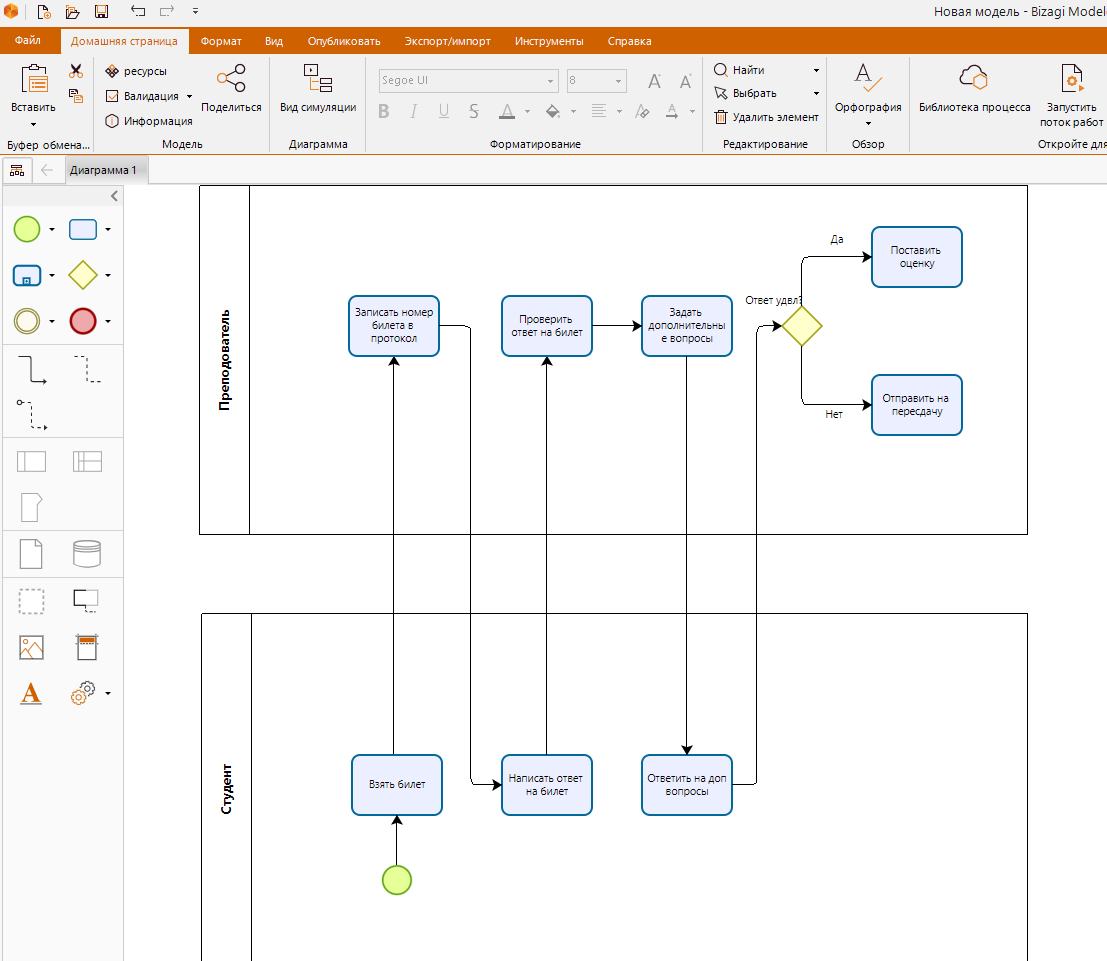 Новая модель - Bizagi Model
Файл
Домашняя страница
Формат
Вид
Опубликовать
Экспорт/импорт
Инструменты
Справка
Вставить
Буфер обмена...
ресурсы
Валидация
Информация
Поделиться
Модель
Вид симуляции
Диаграмма
Segoe UI
8
Форматирование
Найти
Выбрать
Удалить элемент
Редактирование
Орфография
Обзор
Библиотека процесса
Запустить
поток работ
Откройте для
Диаграмма 1
Преподователь
Записать номер
билета в
протокол
Проверить
ответ на билет
Задать
дополнительны
е вопросы
Ответ удвл?
Да
Поставить
оценку
Нет
Отправить на
пересдачу
Студент
Взять билет
Написать ответ
на билет
Ответить на доп
вопросы